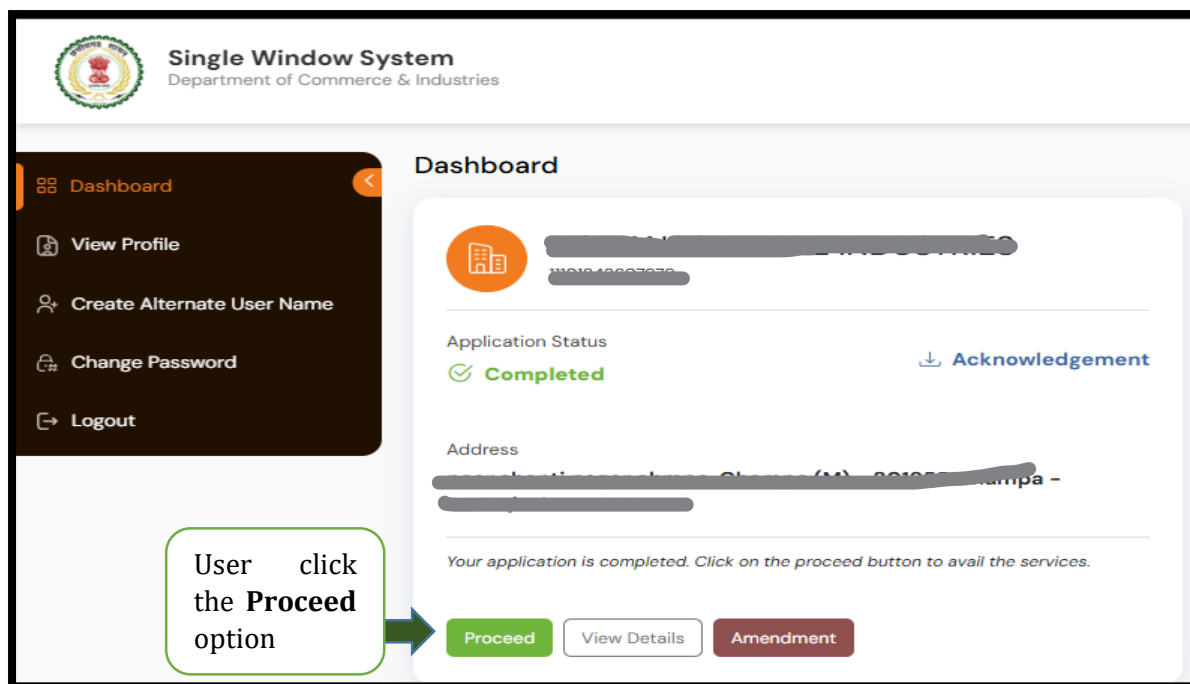 Single Window System
Department of Commerce & Industries
Dashboard
View Profile
Create Alternate User Name
Change Password
Logout
Dashboard
INDUSTRIES
Application Status
Completed
Acknowledgement
Address
Your application is completed. Click on the proceed button to avail the services.
User click
the Proceed
option
Proceed
View Details
Amendment